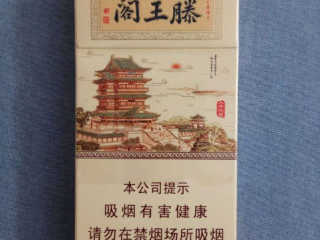 滕王阁
本公司提示
吸烟有害健康
请勿在禁烟场所吸烟